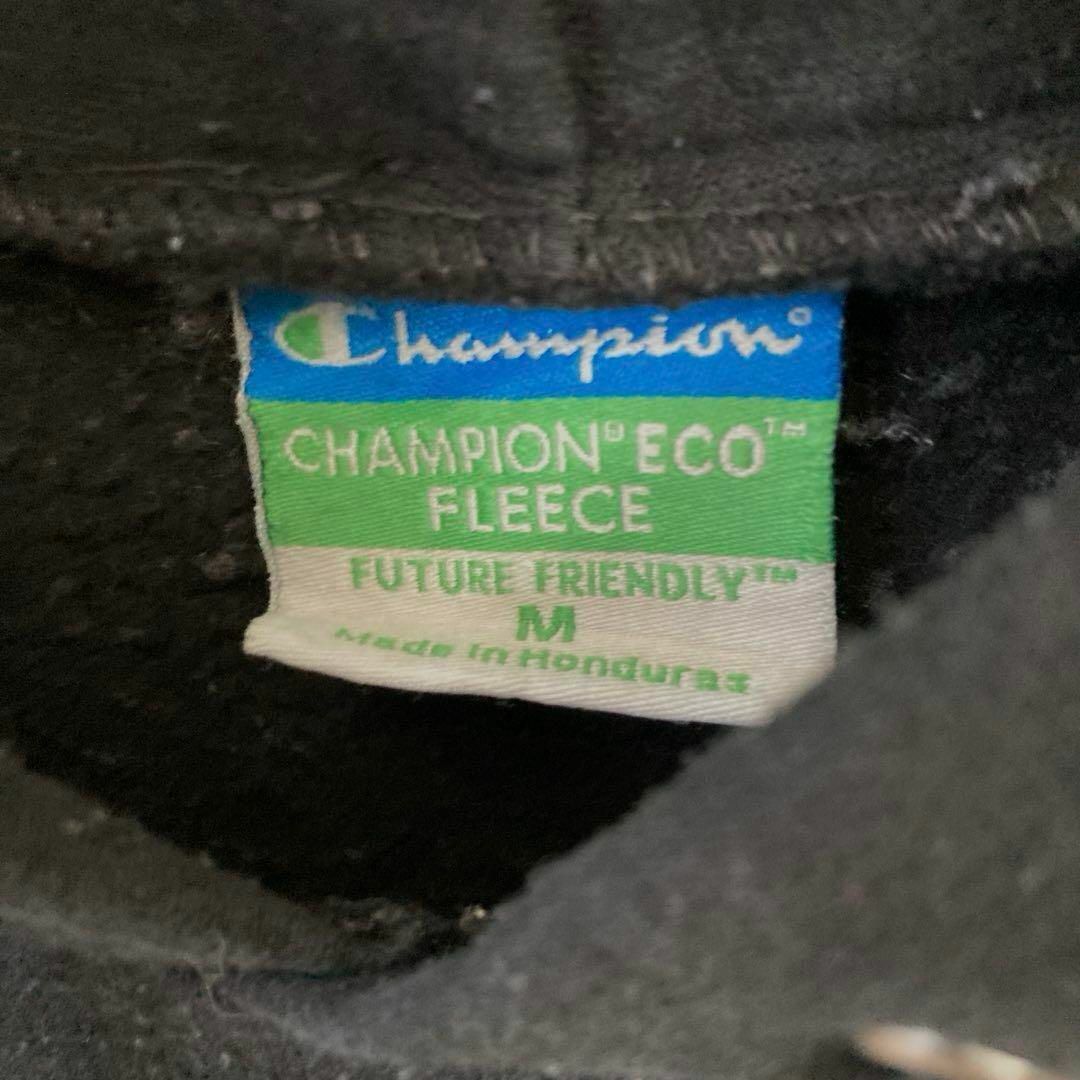 Champion®
CHAMPION® ECO™
FLEECE
FUTURE FRIENDLY™
M
Made in Honduras